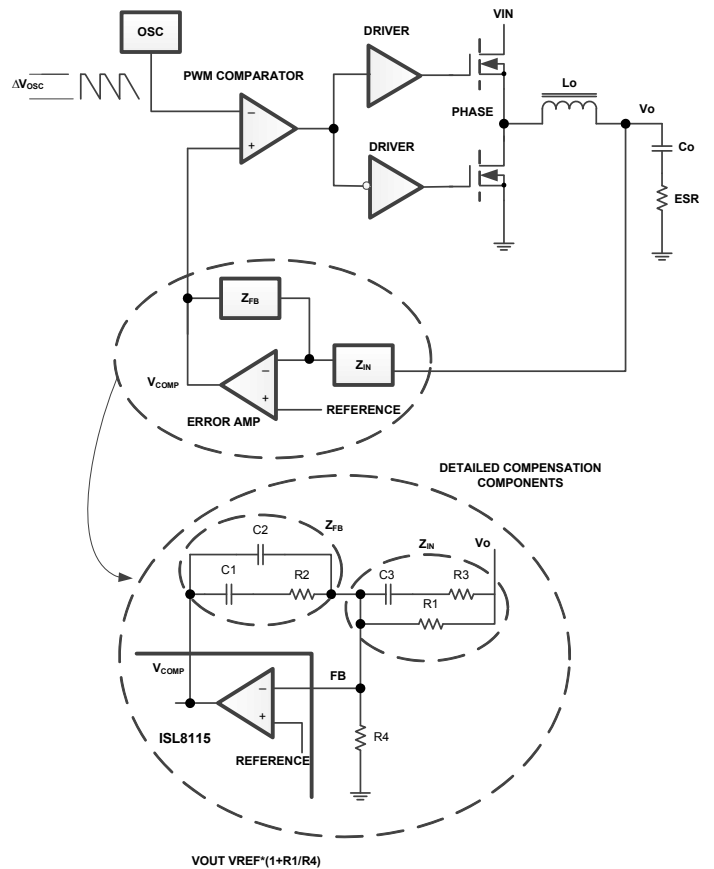 VIN
OSC
DRIVER
ΔVOSC
PWM COMPARATOR
Lo
PHASE
Vo
DRIVER
Co
ESR
ZFB
ZIN
VCOMP
REFERENCE
ERROR AMP
DETAILED COMPENSATION
COMPONENTS
C2
ZFB
ZIN
Vo
C1
R2
C3
R3
R1
VCOMP
FB
ISL8115
R4
REFERENCE
VOUT VREF*(1+R1/R4)